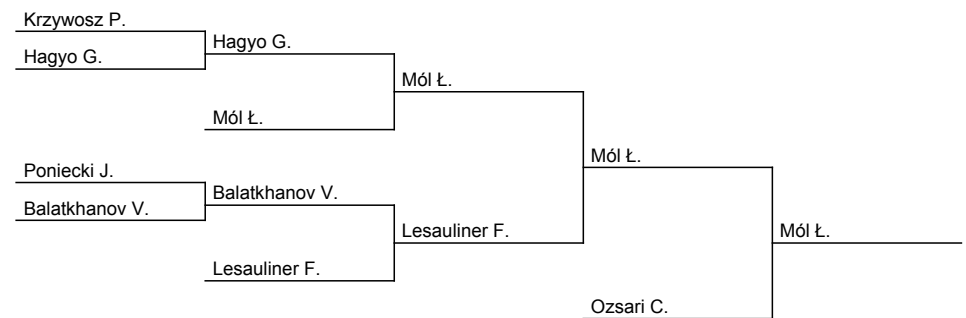 Krzywosz P.
Hagyo G.
Hagyo G.
Mól Ł.
Mól Ł.
Mól Ł.
Poniecki J.
Balatkhanov V.
Balatkhanov V.
Lesauliner F.
Mól Ł.
Lesauliner F.
Ozsari C.